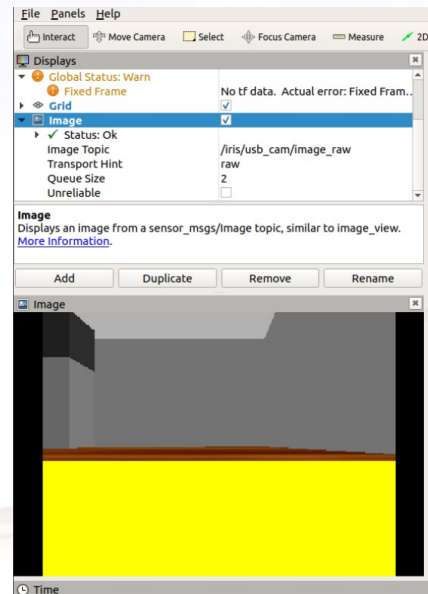 File Panels Help
Interact Move Camera Select Focus Camera Measure 2D
Displays
Global Status: Warn
Fixed Frame No tf data. Actual error: Fixed Fram..
Grid
Image
Status: Ok
Image Topic /iris/usb_cam/image_raw
Transport Hint raw
Queue Size 2
Unreliable
Image
Displays an image from a sensor_msgs/Image topic, similar to image_view.
More Information.
Add Duplicate Remove Rename
Image
Time